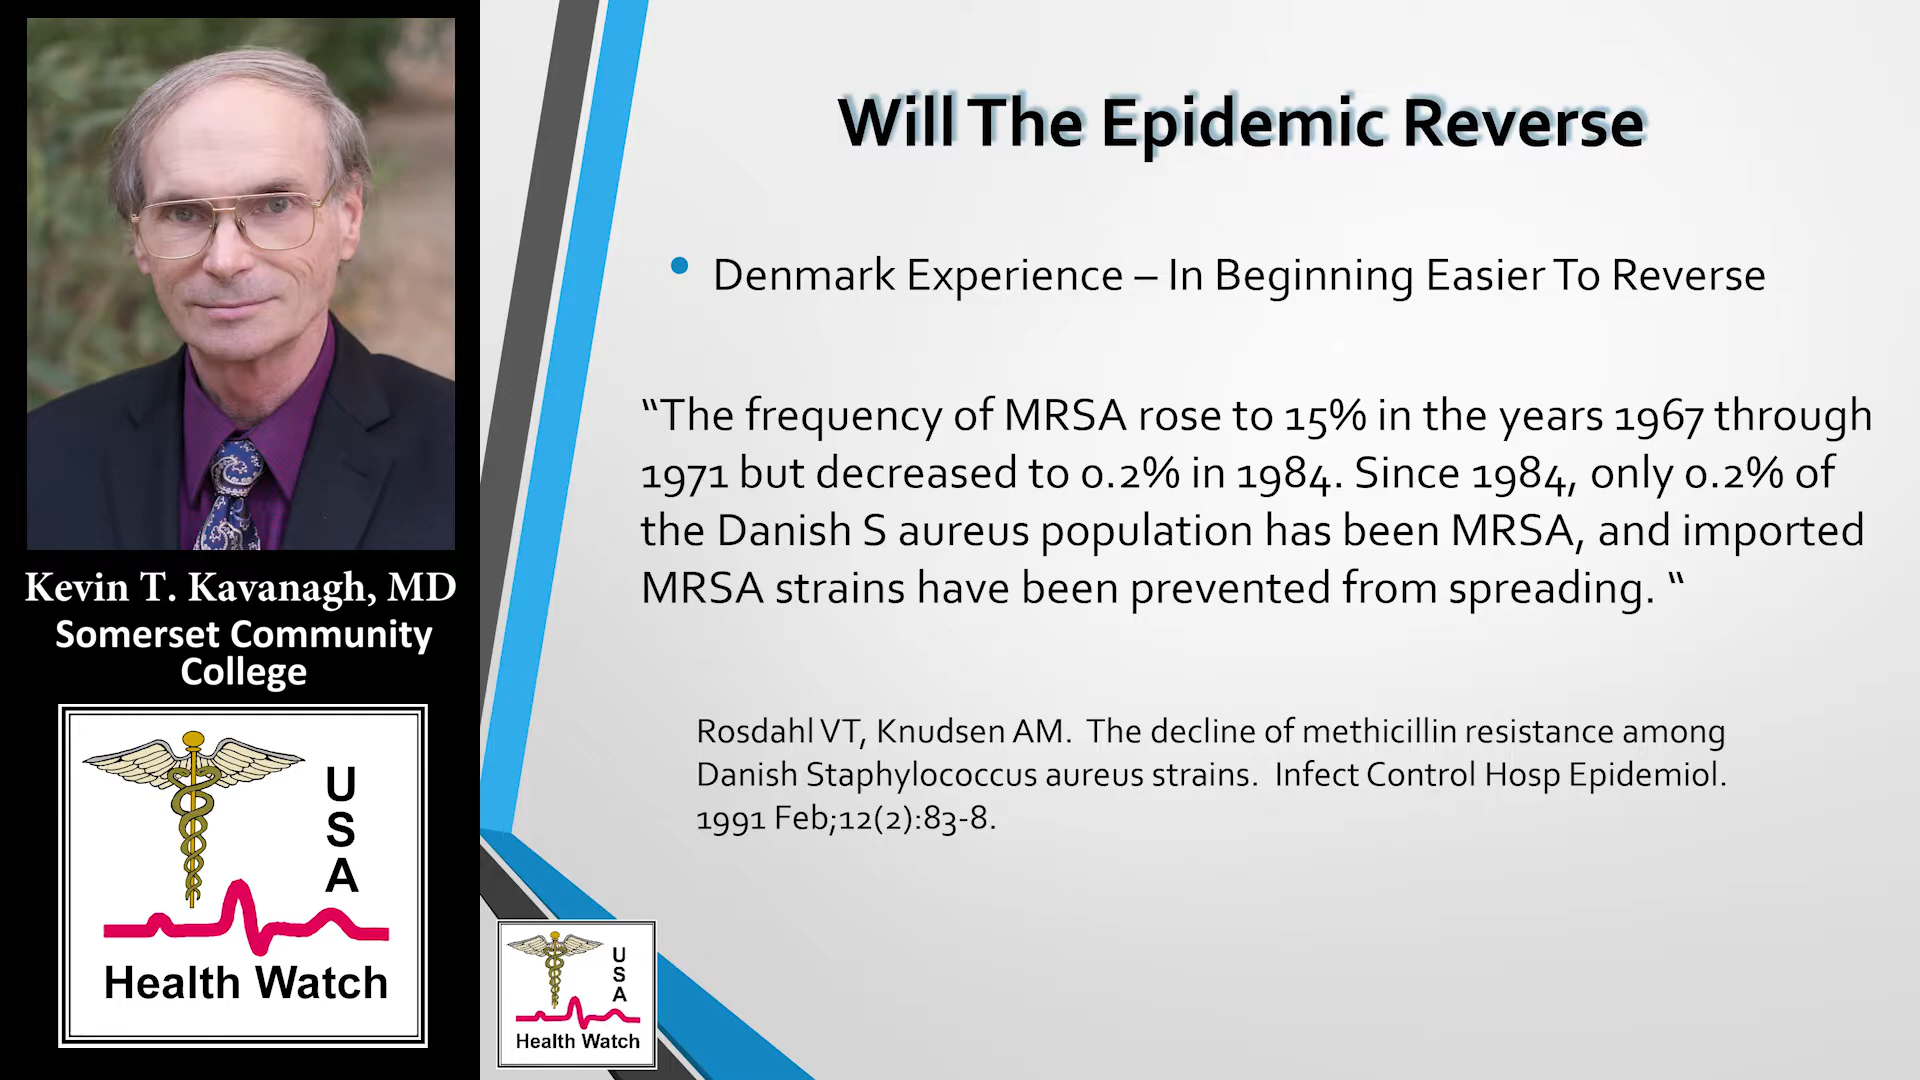 Will The Epidemic Reverse
• Denmark Experience – In Beginning Easier To Reverse
“The frequency of MRSA rose to 15% in the years 1967 through
1971 but decreased to 0.2% in 1984. Since 1984, only 0.2% of
the Danish S aureus population has been MRSA, and imported
MRSA strains have been prevented from spreading. “
Rosdahl VT, Knudsen AM.  The decline of methicillin resistance among
Danish Staphylococcus aureus strains.  Infect Control Hosp Epidemiol.
1991 Feb;12(2):83-8.
Kevin T. Kavanagh, MD
Somerset Community
College
U
S
A
Health Watch
U
S
A
Health Watch